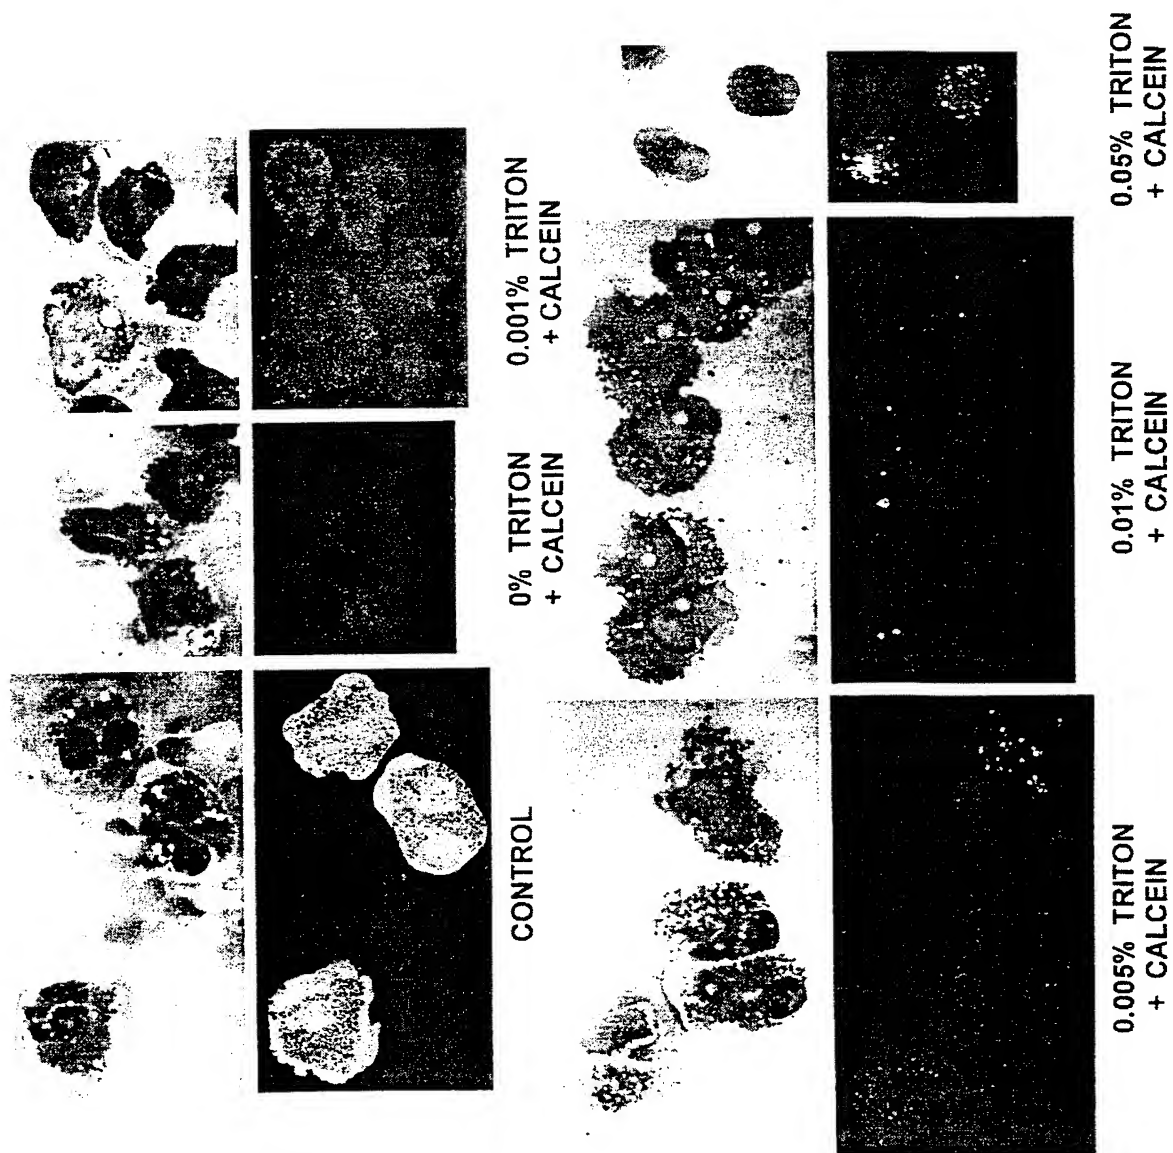 CONTROL
0% TRITON
+ CALCEIN
0.001% TRITON
+ CALCEIN
0.005% TRITON
+ CALCEIN
0.01% TRITON
+ CALCEIN
0.05% TRITON
+ CALCEIN